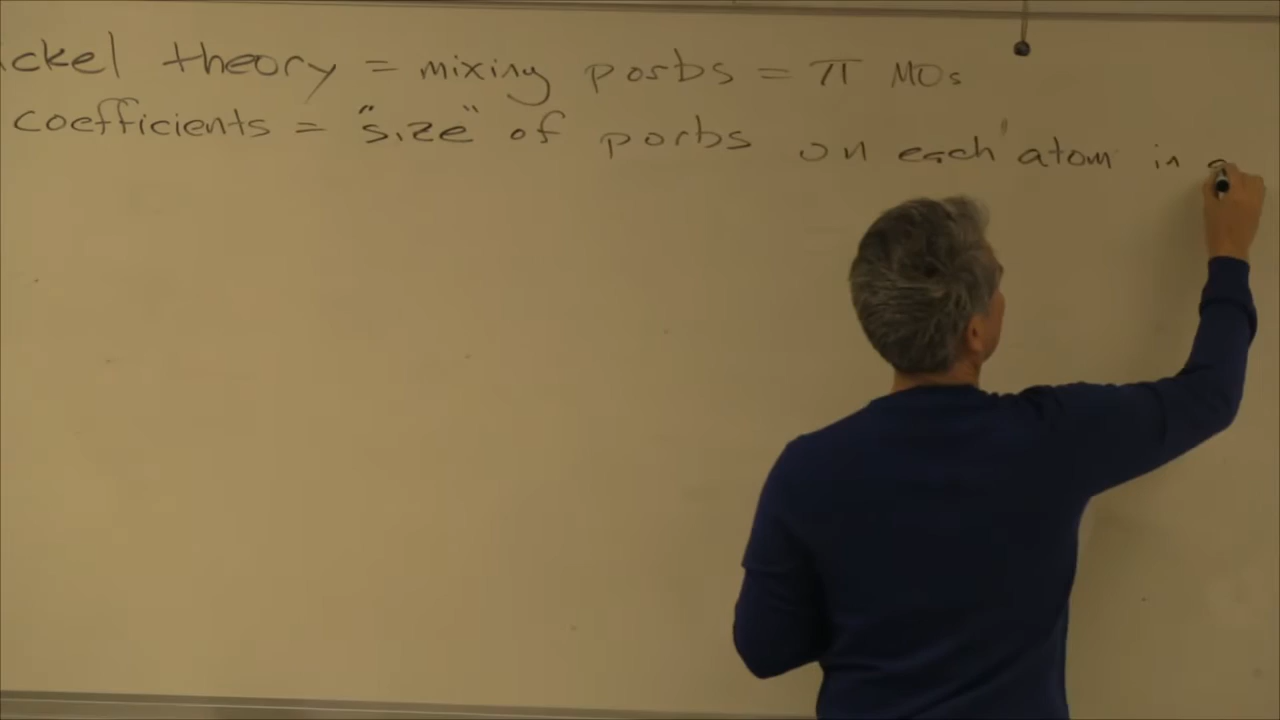 ckel theory = mixing porbs = π MOs
coefficients = "size" of porbs on each atom in a